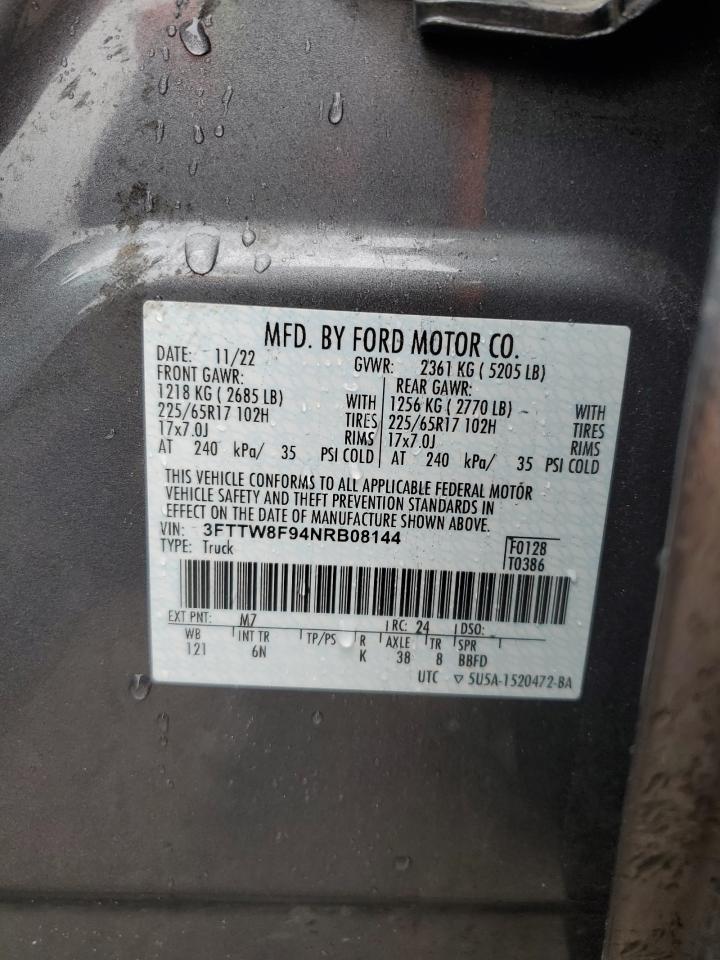 MFD. BY FORD MOTOR CO.
DATE: 11/22 GVWR: 2361 KG ( 5205 LB)
FRONT GAWR: REAR GAWR:
1218 KG ( 2685 LB) WITH 1256 KG ( 2770 LB) WITH
225/65R17 102H TIRES 225/65R17 102H TIRES
17x7.0J RIMS 17x7.0J RIMS
AT 240 kPa/ 35 PSI COLD AT 240 kPa/ 35 PSI COLD
THIS VEHICLE CONFORMS TO ALL APPLICABLE FEDERAL MOTOR
VEHICLE SAFETY AND THEFT PREVENTION STANDARDS IN
EFFECT ON THE DATE OF MANUFACTURE SHOWN ABOVE.
VIN: 3FTTW8F94NRB08144
TYPE: Truck F0128
T0386
EXT PNT: M7 RC: 24 DSO:
WB INT TR TP/PS R AXLE TR SPR
121 6N K 38 8 BBFD
UTC ▽ 5U5A-1520472-BA